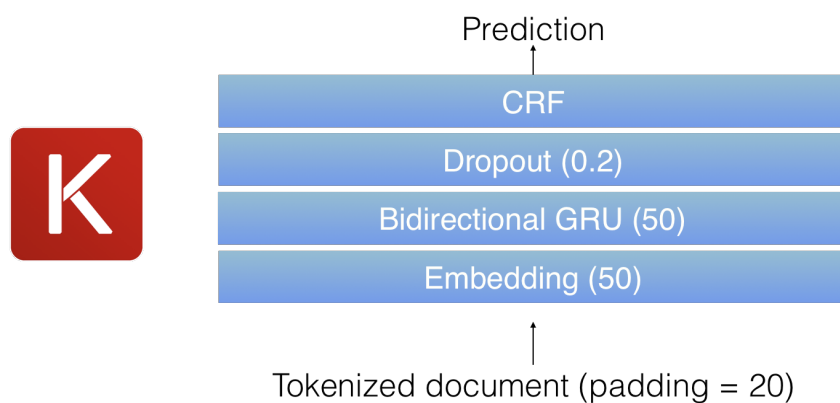 Prediction
CRF
Dropout (0.2)
K
Bidirectional GRU (50)
Embedding (50)
Tokenized document (padding = 20)